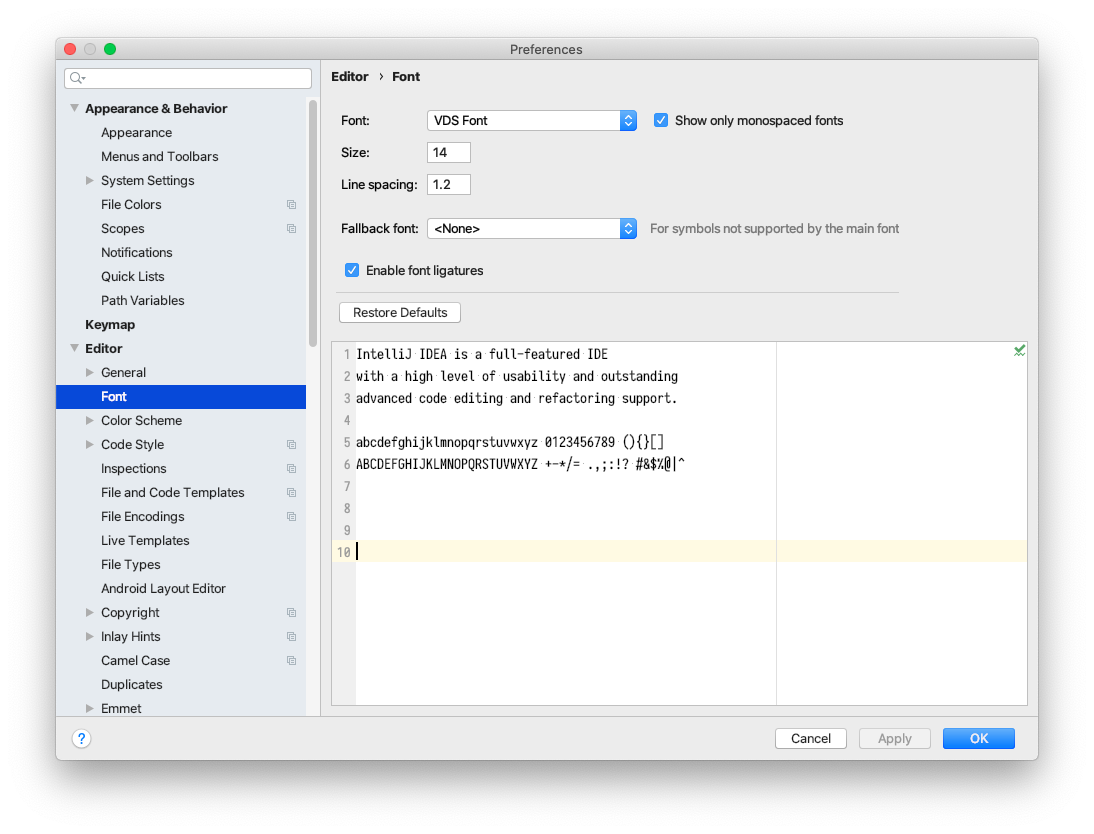 Preferences
Appearance & Behavior
Appearance
Menus and Toolbars
System Settings
File Colors
Scopes
Notifications
Quick Lists
Path Variables
Keymap
Editor
General
Font
Color Scheme
Code Style
Inspections
File and Code Templates
File Encodings
Live Templates
File Types
Android Layout Editor
Copyright
Inlay Hints
Camel Case
Duplicates
Emmet
Editor › Font
Font: VDS Font Show only monospaced fonts
Size: 14
Line spacing: 1.2
Fallback font: <None> For symbols not supported by the main font
Enable font ligatures
Restore Defaults
1 IntelliJ IDEA is a full-featured IDE
2 with a high level of usability and outstanding
3 advanced code editing and refactoring support.
4
5 abcdefghijklmnopqrstuvwxyz 0123456789 (){}[]
6 ABCDEFGHIJKLMNOPQRSTUVWXYZ +-*/= .,;:!? #&$%@|^
7
8
9
10
? Cancel Apply OK